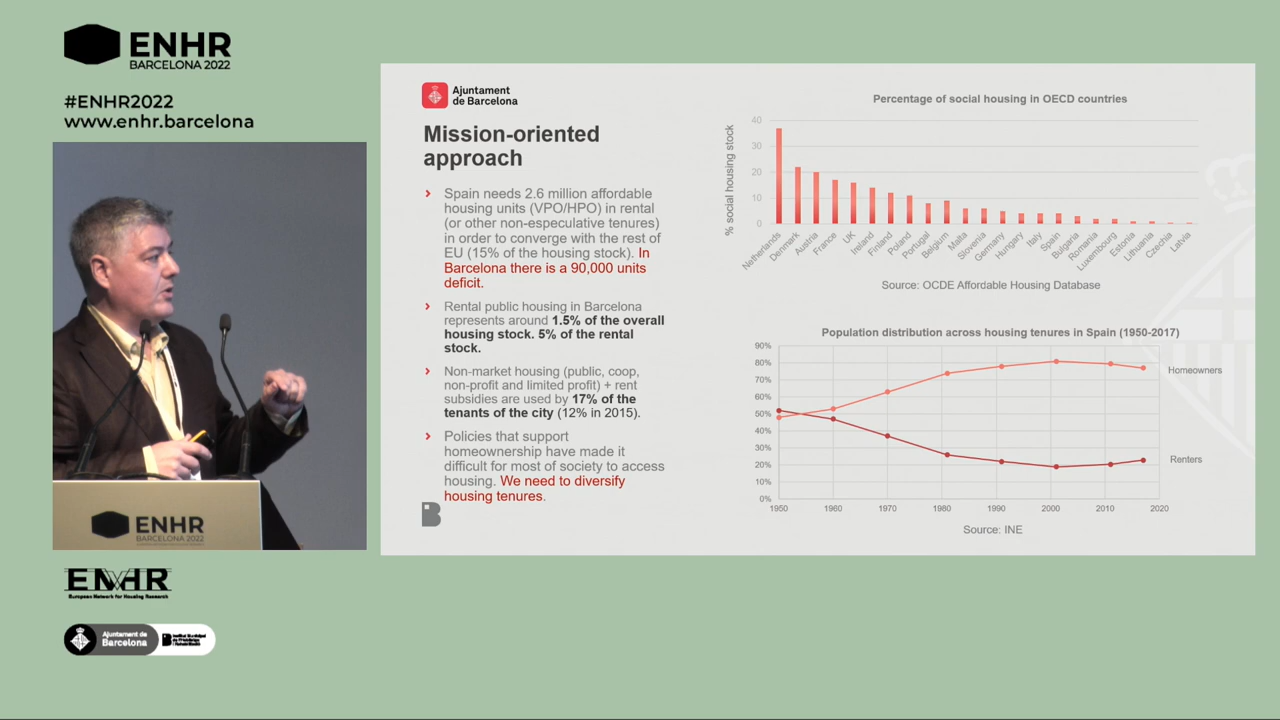 ENHR
BARCELONA 2022
#ENHR2022
www.enhr.barcelona
ENHR
BARCELONA 2022
ENHR
European Network for Housing Research
Ajuntament de
Barcelona
Ajuntament
de Barcelona
Mission-oriented
approach
Spain needs 2.6 million affordable
housing units (VPO/HPO) in rental
(or other non-especulative tenures)
in order to converge with the rest of
EU (15% of the housing stock). In
Barcelona there is a 90,000 units
deficit.
Rental public housing in Barcelona
represents around 1.5% of the overall
housing stock. 5% of the rental
stock.
Non-market housing (public, coop,
non-profit and limited profit) + rent
subsidies are used by 17% of the
tenants of the city (12% in 2015).
Policies that support
homeownership have made it
difficult for most of society to access
housing. We need to diversify
housing tenures.
B
Percentage of social housing in OECD countries
% social housing stock
40
30
20
10
0
Netherlands
Denmark
Austria
France
UK
Ireland
Finland
Poland
Portugal
Belgium
Malta
Slovenia
Germany
Hungary
Italy
Spain
Bulgaria
Romania
Luxembourg
Estonia
Lithuania
Czechia
Latvia
Source: OCDE Affordable Housing Database
Population distribution across housing tenures in Spain (1950-2017)
90%
80%
70%
60%
50%
40%
30%
20%
10%
0%
Homeowners
Renters
1950 1960 1970 1980 1990 2000 2010 2020
Source: INE